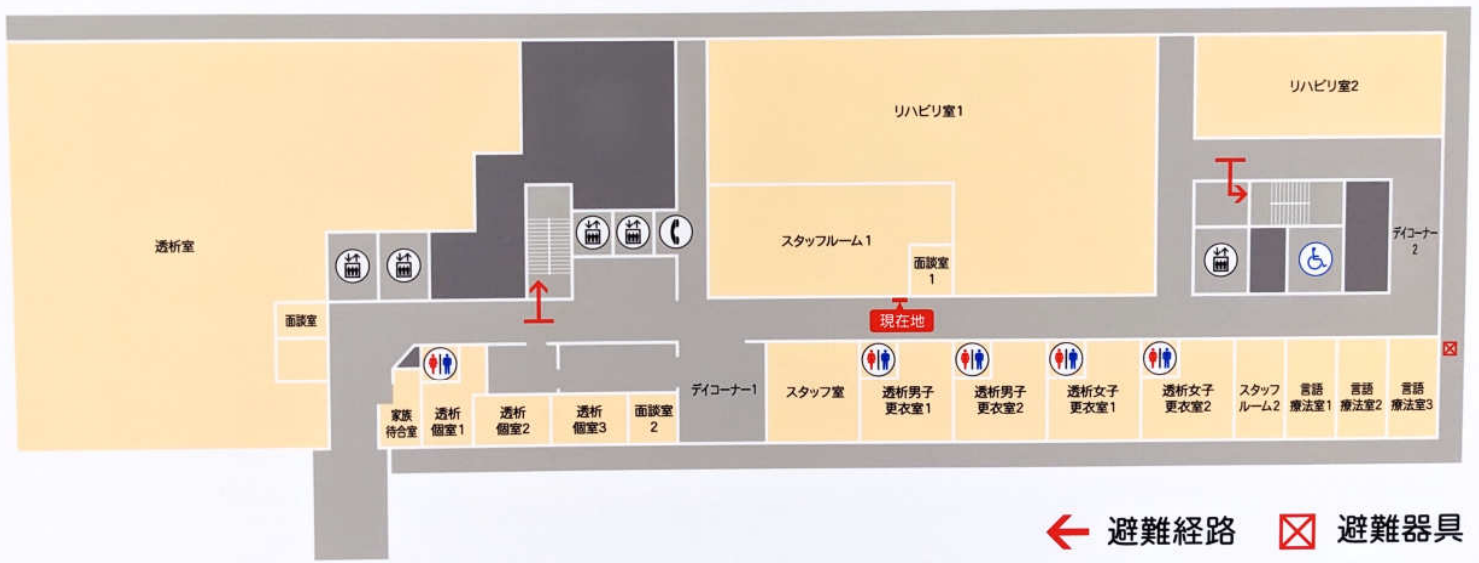 リハビリ室2
リハビリ室1
デイコーナー
2
透析室
スタッフルーム1
面談室
1
面談室
現在地
家族
待合室
透析
個室1
透析
個室2
透析
個室3
面談室
2
デイコーナー1
スタッフ室
透析男子
更衣室1
透析男子
更衣室2
透析女子
更衣室1
透析女子
更衣室2
スタッフ
ルーム2
言語
療法室1
言語
療法室2
言語
療法室3
避難経路
避難器具